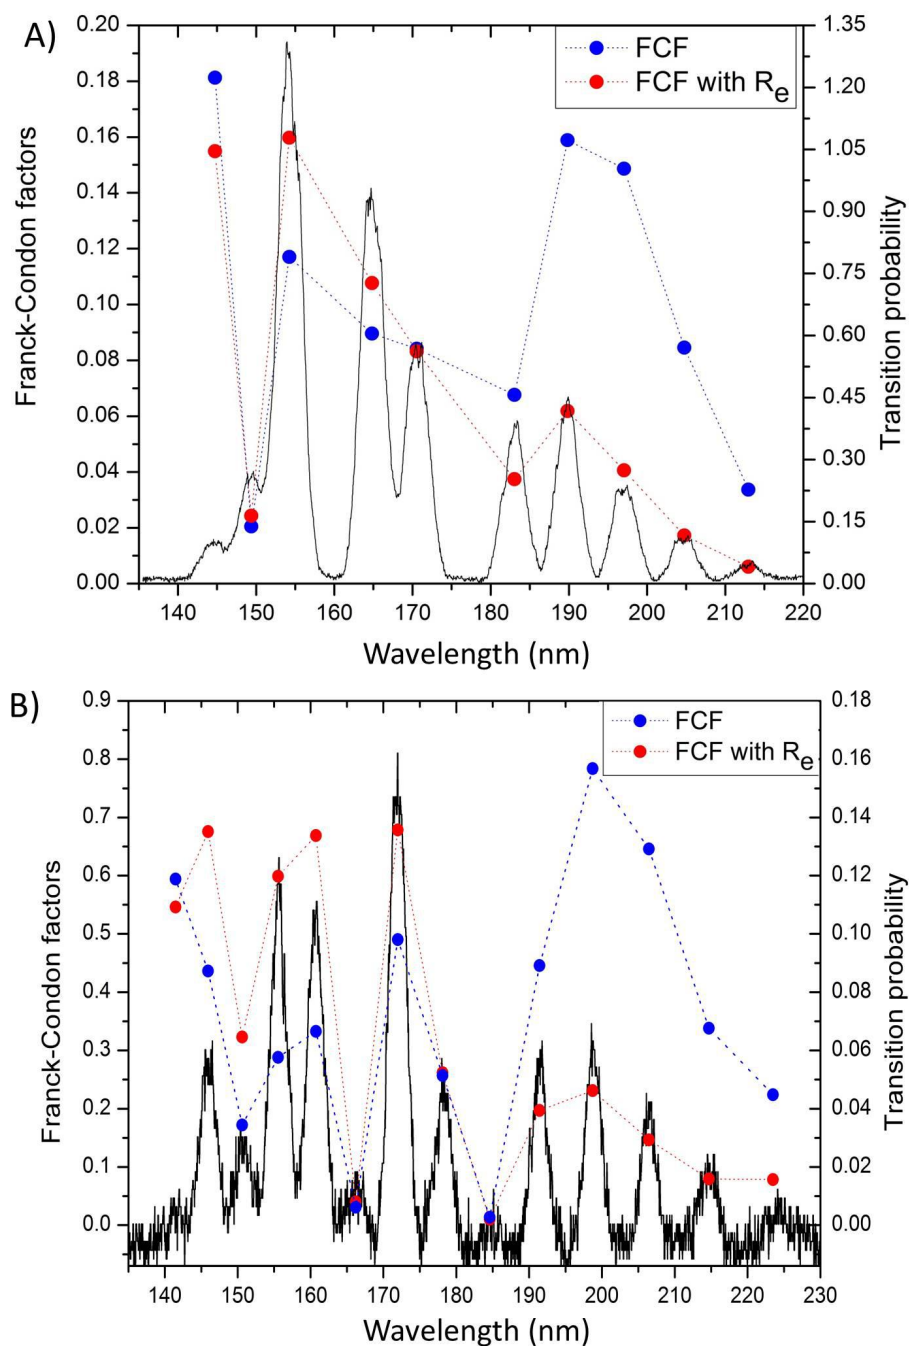 A)
FCF
FCF with Re
0.20
0.18
0.16
0.14
0.12
0.10
0.08
0.06
0.04
0.02
0.00
Franck-Condon factors
1.35
1.20
1.05
0.90
0.75
0.60
0.45
0.30
0.15
0.00
Transition probability
140 150 160 170 180 190 200 210 220
Wavelength (nm)
B)
FCF
FCF with Re
0.9
0.8
0.7
0.6
0.5
0.4
0.3
0.2
0.1
0.0
Franck-Condon factors
0.18
0.16
0.14
0.12
0.10
0.08
0.06
0.04
0.02
0.00
Transition probability
140 150 160 170 180 190 200 210 220 230
Wavelength (nm)